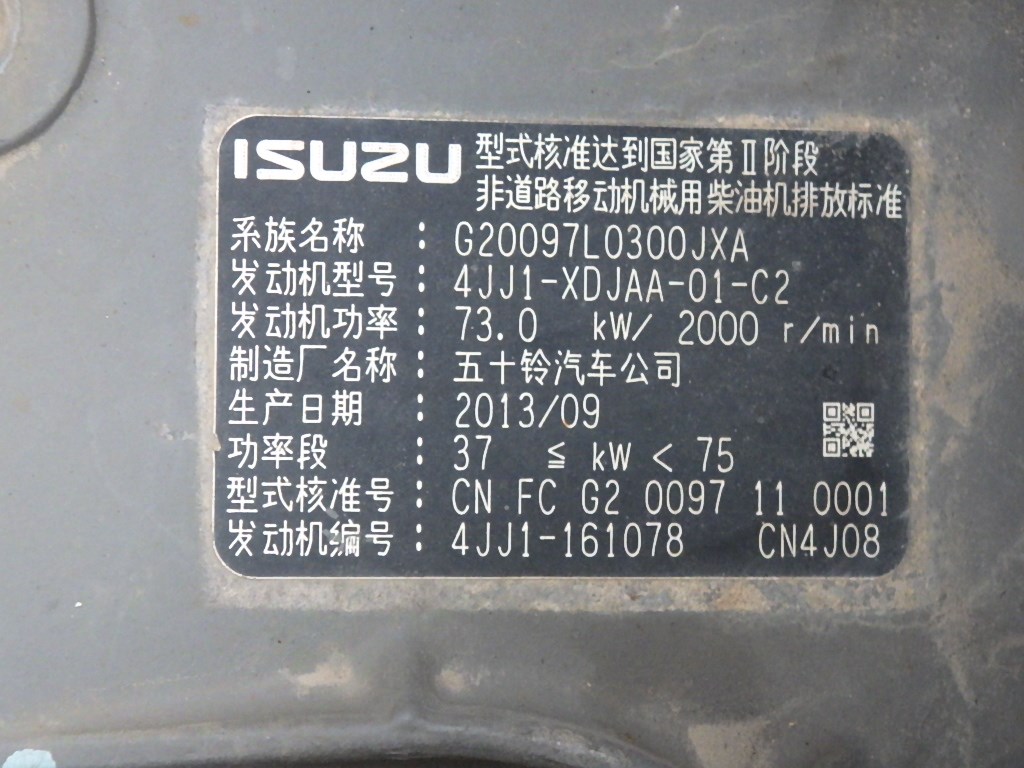 ISUZU 型式核准达到国家第Ⅱ阶段
非道路移动机械用柴油机排放标准
系族名称 : G20097L0300JXA
发动机型号 : 4JJ1-XDJAA-01-C2
发动机功率 : 73.0 kW/ 2000 r/min
制造厂名称 : 五十铃汽车公司
生产日期 : 2013/09
功率段 : 37 ≦ kW < 75
型式核准号 : CN FC G2 0097 11 0001
发动机编号 : 4JJ1-161078 CN4J08